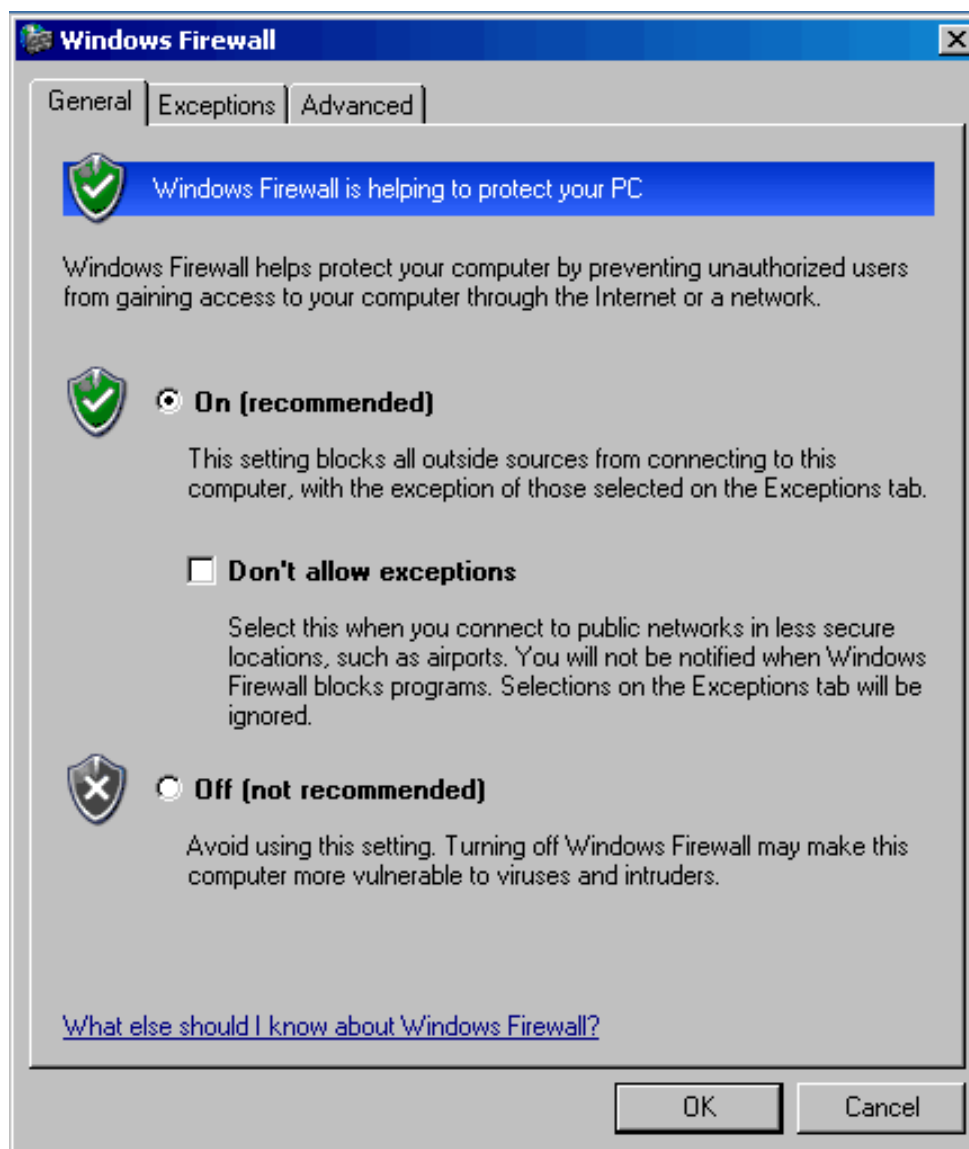 Windows Firewall
General
Exceptions
Advanced
Windows Firewall is helping to protect your PC
Windows Firewall helps protect your computer by preventing unauthorized users
from gaining access to your computer through the Internet or a network.
On (recommended)
This setting blocks all outside sources from connecting to this
computer, with the exception of those selected on the Exceptions tab.
Don't allow exceptions
Select this when you connect to public networks in less secure
locations, such as airports. You will not be notified when Windows
Firewall blocks programs. Selections on the Exceptions tab will be
ignored.
Off (not recommended)
Avoid using this setting. Turning off Windows Firewall may make this
computer more vulnerable to viruses and intruders.
What else should I know about Windows Firewall?
OK
Cancel